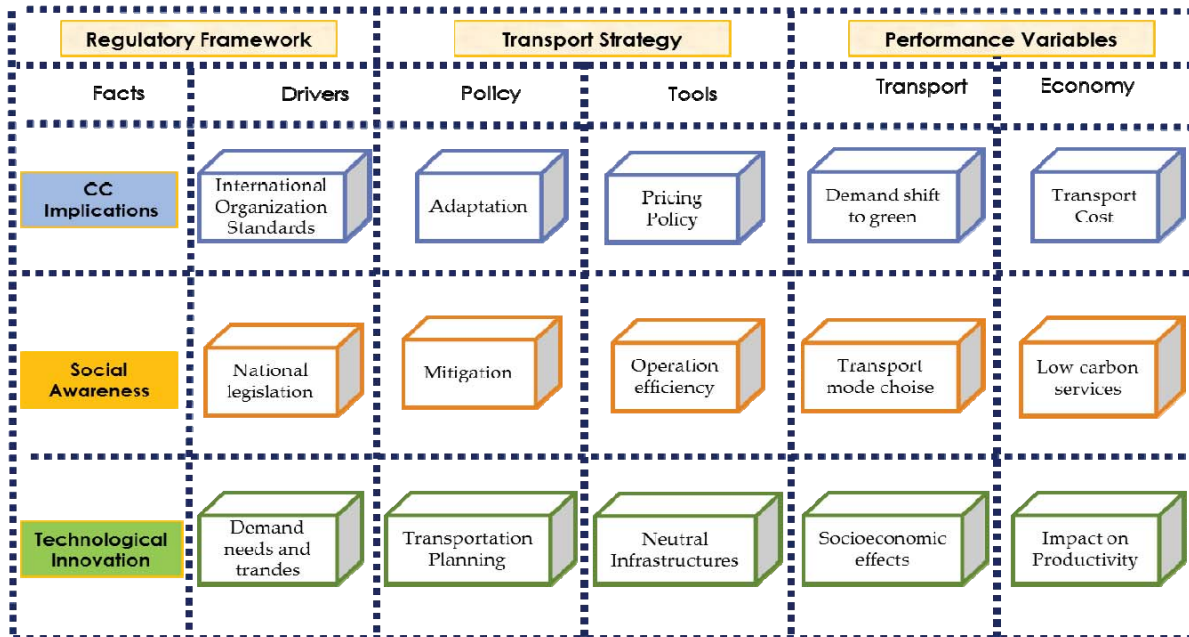 Regulatory Framework
Transport Strategy
Performance Variables
Facts
Drivers
Policy
Tools
Transport
Economy
CC
Implications
International
Organization
Standards
Adaptation
Pricing
Policy
Demand shift
to green
Transport
Cost
Social
Awareness
National
legislation
Mitigation
Operation
efficiency
Transport
mode choise
Low carbon
services
Technological
Innovation
Demand
needs and
trandes
Transportation
Planning
Neutral
Infrastructures
Socioeconomic
effects
Impact on
Productivity